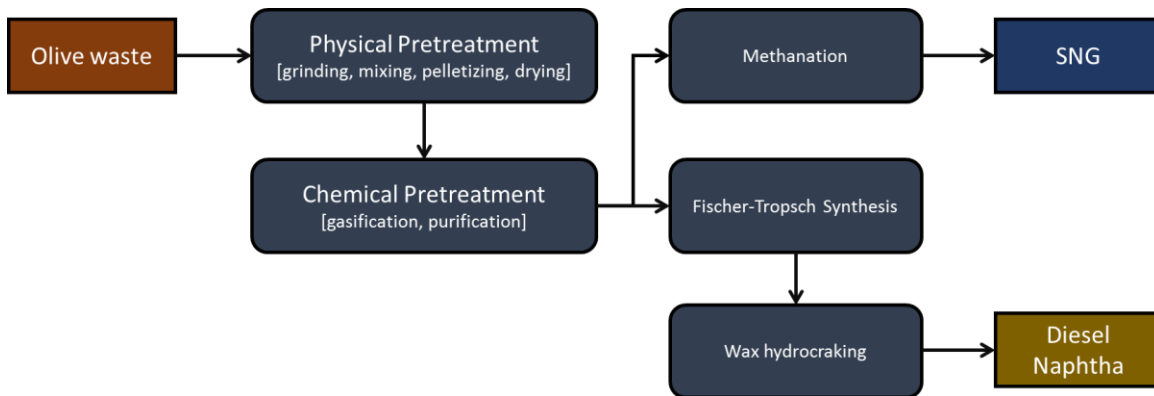 Olive waste
Physical Pretreatment
[grinding, mixing, pelletizing, drying]
Methanation
SNG
Chemical Pretreatment
[gasification, purification]
Fischer-Tropsch Synthesis
Wax hydrocraking
Diesel
Naphtha